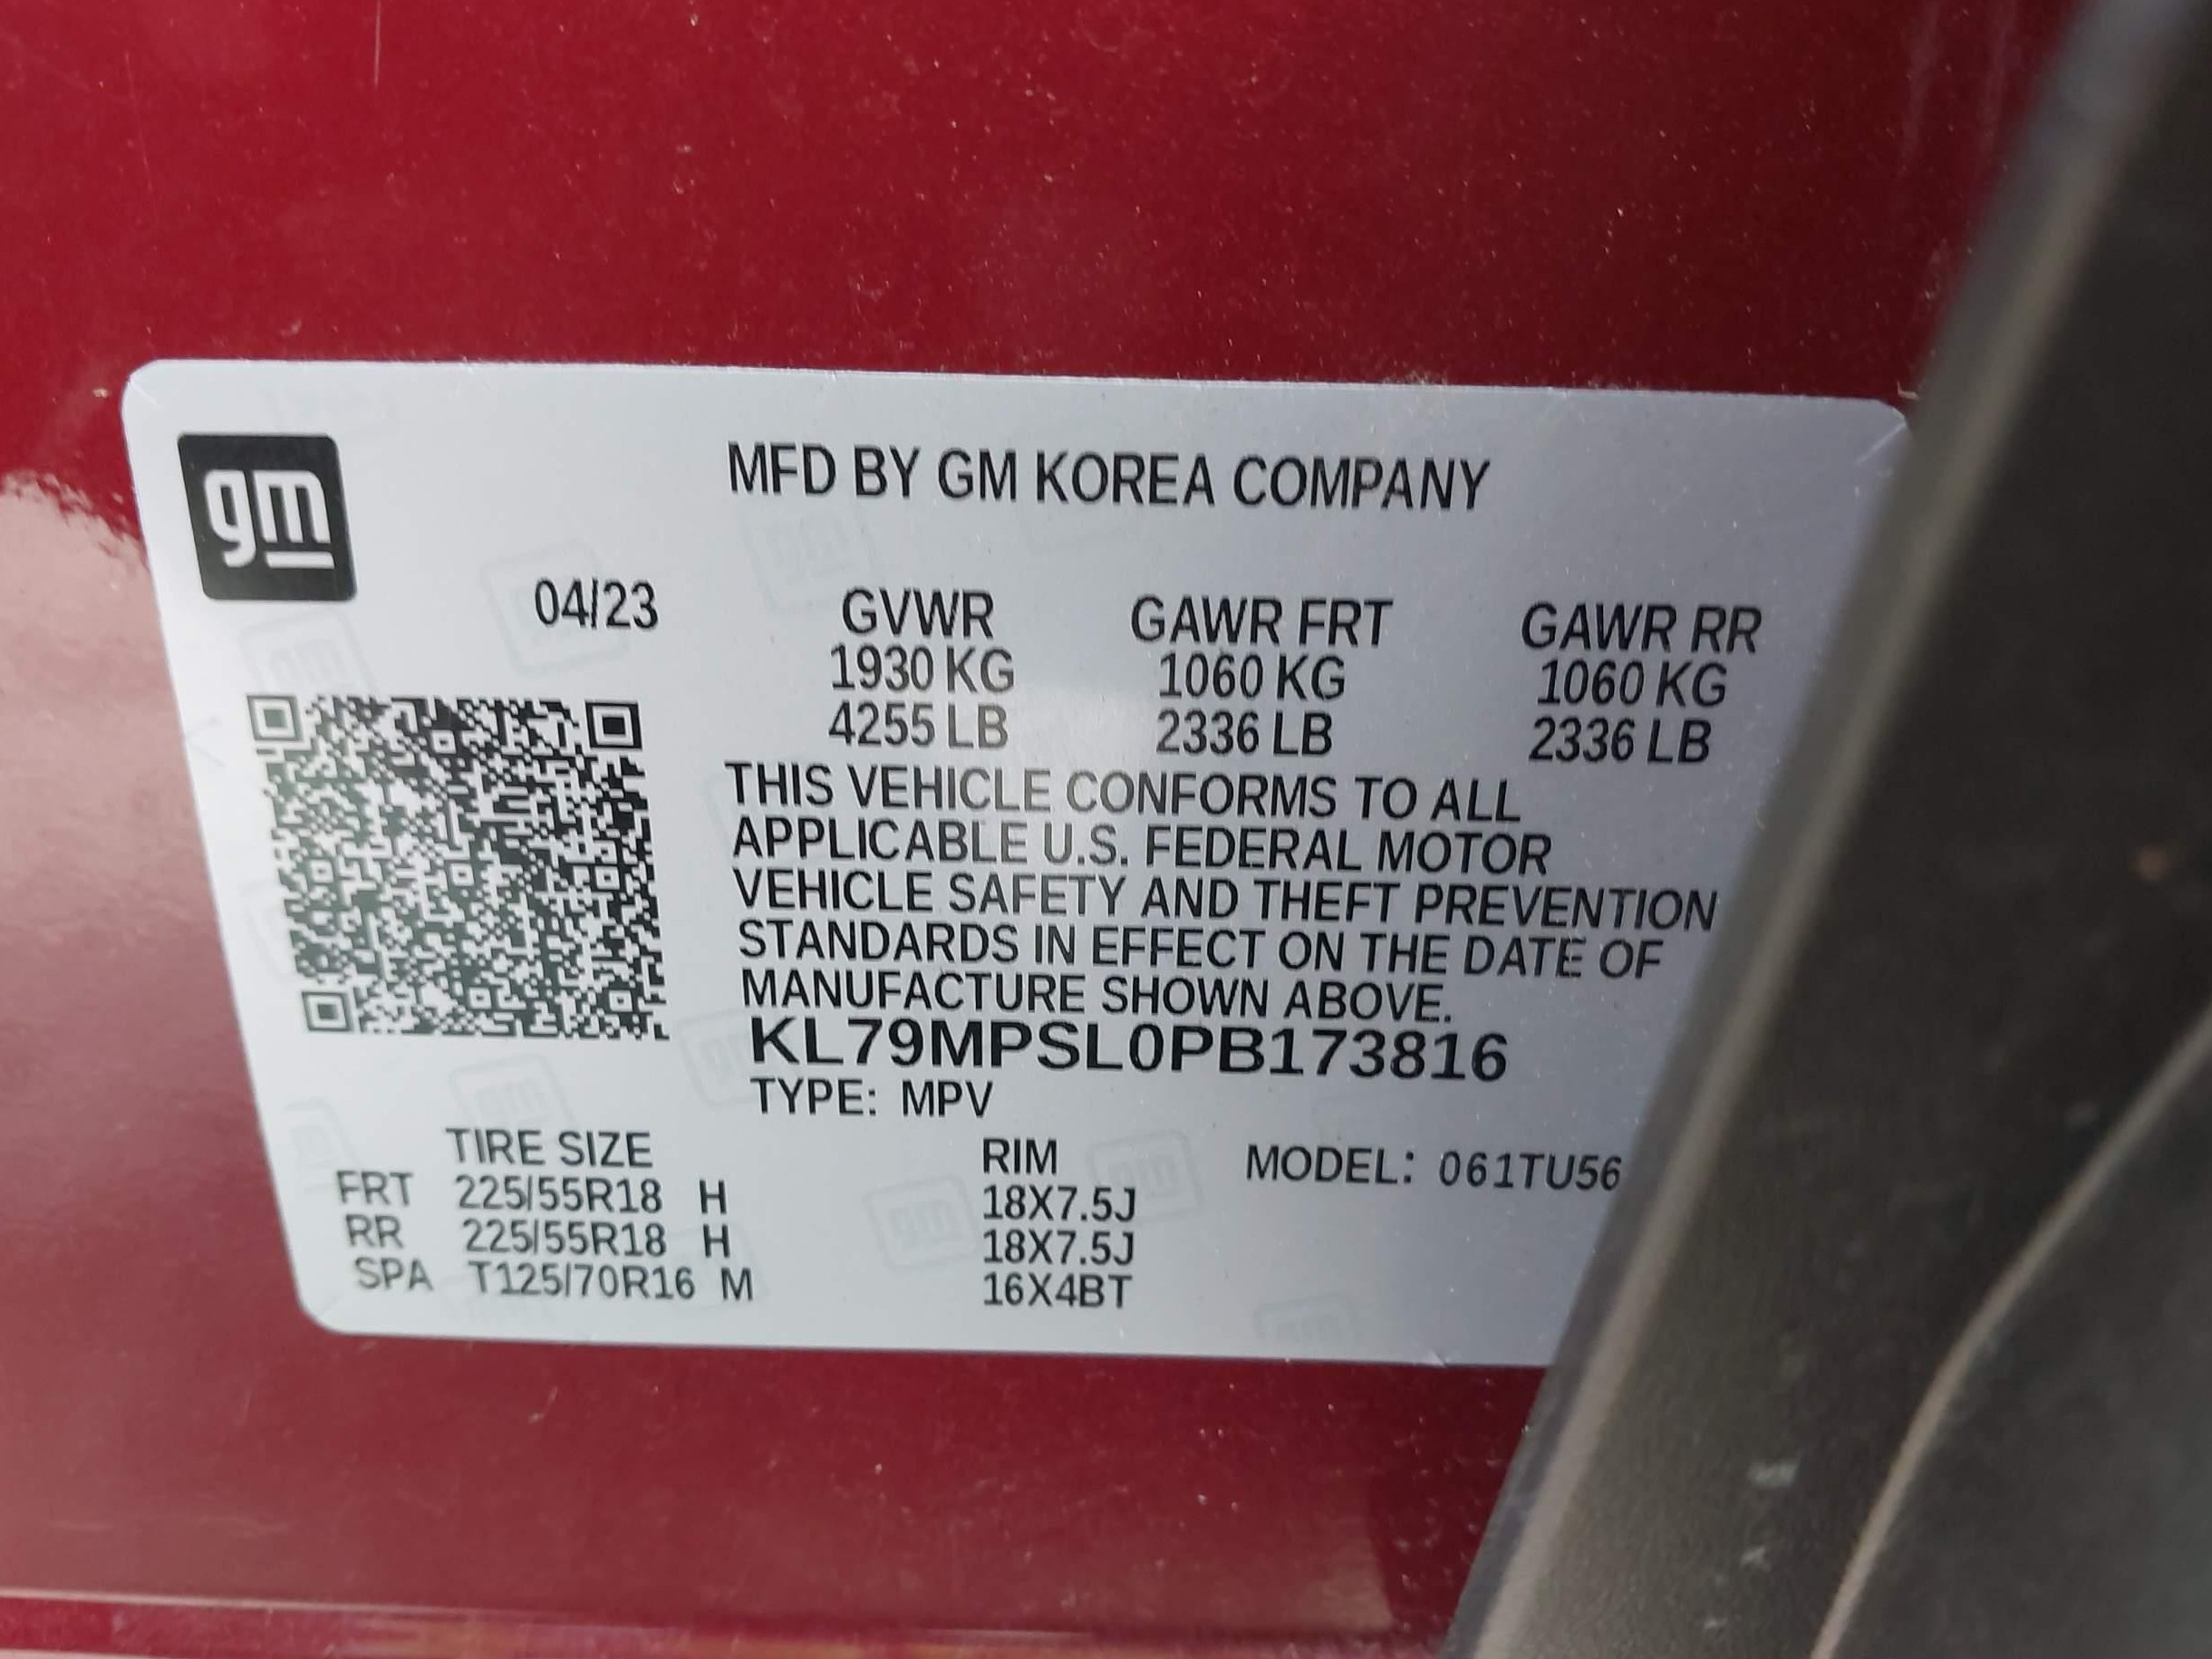 gm
MFD BY GM KOREA COMPANY
04/23 GVWR GAWR FRT GAWR RR
1930 KG 1060 KG 1060 KG
4255 LB 2336 LB 2336 LB
THIS VEHICLE CONFORMS TO ALL
APPLICABLE U.S. FEDERAL MOTOR
VEHICLE SAFETY AND THEFT PREVENTION
STANDARDS IN EFFECT ON THE DATE OF
MANUFACTURE SHOWN ABOVE.
KL79MPSL0PB173816
TYPE: MPV
TIRE SIZE RIM MODEL: 061TU56
FRT 225/55R18 H 18X7.5J
RR 225/55R18 H 18X7.5J
SPA T125/70R16 M 16X4BT